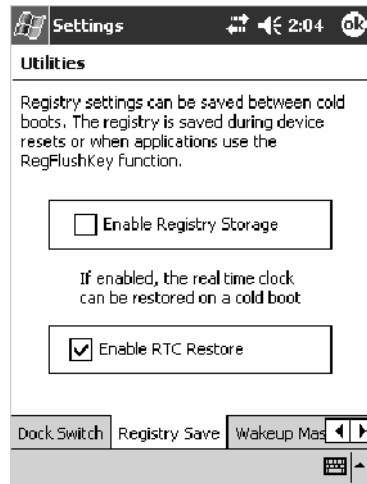 Settings 2:04 ok
Utilities
Registry settings can be saved between cold
boots. The registry is saved during device
resets or when applications use the
RegFlushKey function.
Enable Registry Storage
If enabled, the real time clock
can be restored on a cold boot
Enable RTC Restore
Dock Switch Registry Save Wakeup Mas